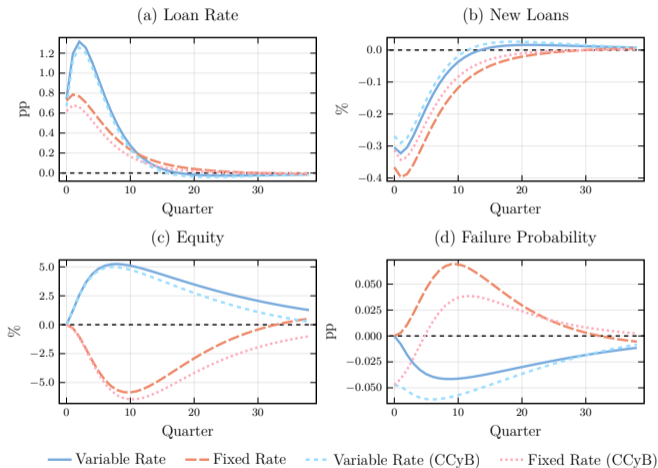 (a) Loan Rate
(b) New Loans
pp
1.2
1.0
0.8
0.6
0.4
0.2
0.0
0
10
20
30
Quarter
%
0.0
−0.1
−0.2
−0.3
−0.4
0
10
20
30
Quarter
(c) Equity
(d) Failure Probability
%
5.0
2.5
0.0
−2.5
−5.0
0
10
20
30
Quarter
pp
0.050
0.025
0.000
−0.025
−0.050
0
10
20
30
Quarter
Variable Rate
Fixed Rate
Variable Rate (CCyB)
Fixed Rate (CCyB)